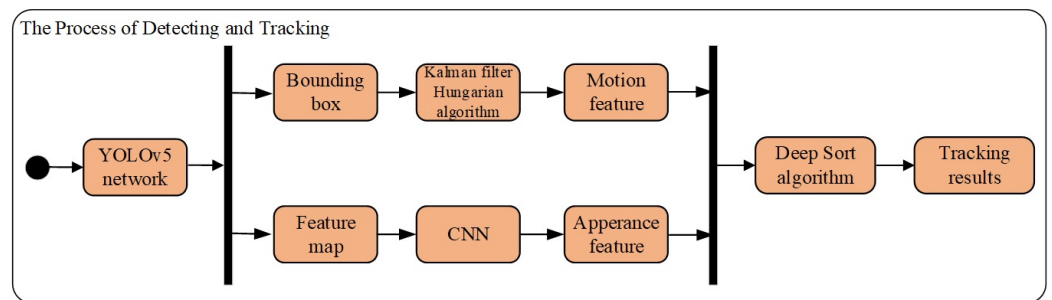 The Process of Detecting and Tracking
YOLOv5
network
Bounding
box
Kalman filter
Hungarian
algorithm
Motion
feature
Feature
map
CNN
Apperance
feature
Deep Sort
algorithm
Tracking
results